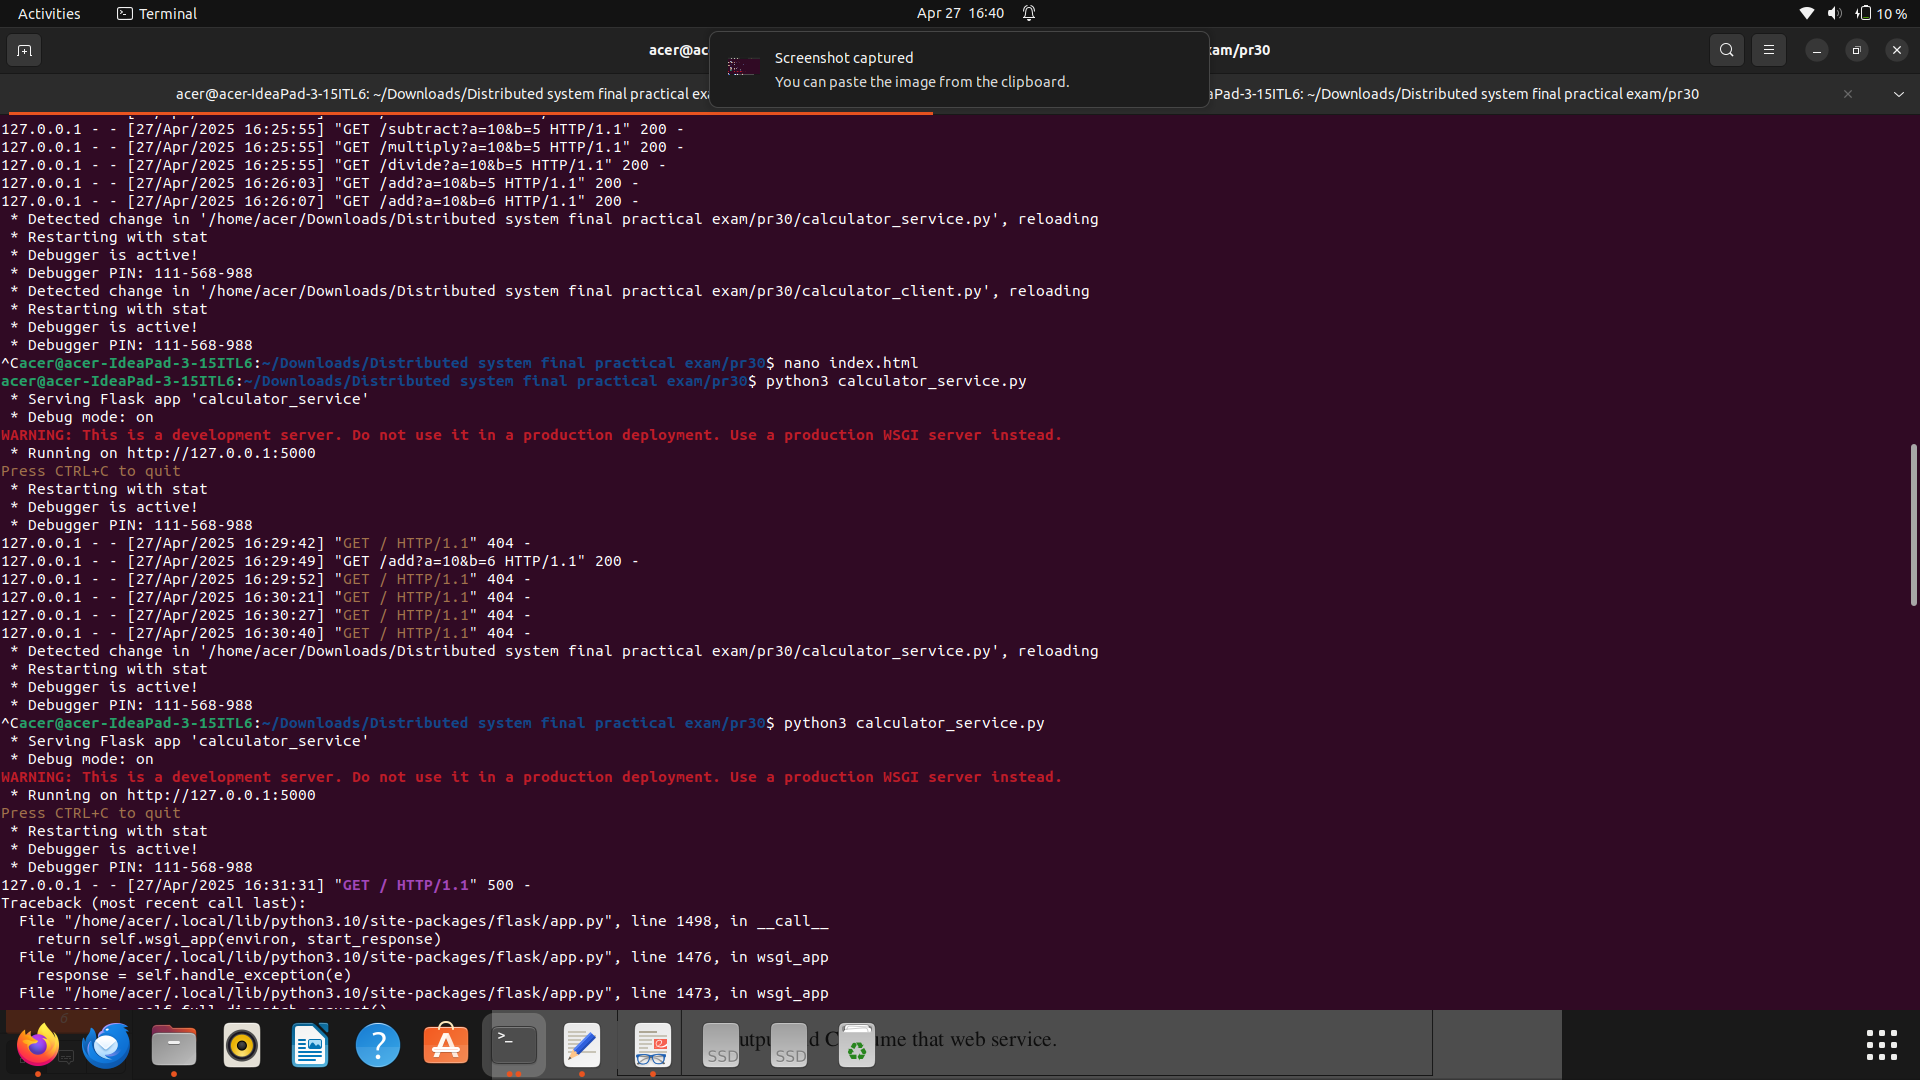 Activities
Terminal
Apr 27 16:40
10 %
acer@ac
am/pr30
Screenshot captured
You can paste the image from the clipboard.
acer@acer-IdeaPad-3-15ITL6: ~/Downloads/Distributed system final practical exa
Pad-3-15ITL6: ~/Downloads/Distributed system final practical exam/pr30
127.0.0.1 - - [27/Apr/2025 16:25:55] "GET /subtract?a=10&b=5 HTTP/1.1" 200 -
127.0.0.1 - - [27/Apr/2025 16:25:55] "GET /multiply?a=10&b=5 HTTP/1.1" 200 -
127.0.0.1 - - [27/Apr/2025 16:25:55] "GET /divide?a=10&b=5 HTTP/1.1" 200 -
127.0.0.1 - - [27/Apr/2025 16:26:03] "GET /add?a=10&b=5 HTTP/1.1" 200 -
127.0.0.1 - - [27/Apr/2025 16:26:07] "GET /add?a=10&b=6 HTTP/1.1" 200 -
* Detected change in '/home/acer/Downloads/Distributed system final practical exam/pr30/calculator_service.py', reloading
* Restarting with stat
* Debugger is active!
* Debugger PIN: 111-568-988
* Detected change in '/home/acer/Downloads/Distributed system final practical exam/pr30/calculator_client.py', reloading
* Restarting with stat
* Debugger is active!
* Debugger PIN: 111-568-988
^Cacer@acer-IdeaPad-3-15ITL6:~/Downloads/Distributed system final practical exam/pr30$ nano index.html
acer@acer-IdeaPad-3-15ITL6:~/Downloads/Distributed system final practical exam/pr30$ python3 calculator_service.py
* Serving Flask app 'calculator_service'
* Debug mode: on
WARNING: This is a development server. Do not use it in a production deployment. Use a production WSGI server instead.
* Running on http://127.0.0.1:5000
Press CTRL+C to quit
* Restarting with stat
* Debugger is active!
* Debugger PIN: 111-568-988
127.0.0.1 - - [27/Apr/2025 16:29:42] "GET / HTTP/1.1" 404 -
127.0.0.1 - - [27/Apr/2025 16:29:49] "GET /add?a=10&b=6 HTTP/1.1" 200 -
127.0.0.1 - - [27/Apr/2025 16:29:52] "GET / HTTP/1.1" 404 -
127.0.0.1 - - [27/Apr/2025 16:30:21] "GET / HTTP/1.1" 404 -
127.0.0.1 - - [27/Apr/2025 16:30:27] "GET / HTTP/1.1" 404 -
127.0.0.1 - - [27/Apr/2025 16:30:40] "GET / HTTP/1.1" 404 -
* Detected change in '/home/acer/Downloads/Distributed system final practical exam/pr30/calculator_service.py', reloading
* Restarting with stat
* Debugger is active!
* Debugger PIN: 111-568-988
^Cacer@acer-IdeaPad-3-15ITL6:~/Downloads/Distributed system final practical exam/pr30$ python3 calculator_service.py
* Serving Flask app 'calculator_service'
* Debug mode: on
WARNING: This is a development server. Do not use it in a production deployment. Use a production WSGI server instead.
* Running on http://127.0.0.1:5000
Press CTRL+C to quit
* Restarting with stat
* Debugger is active!
* Debugger PIN: 111-568-988
127.0.0.1 - - [27/Apr/2025 16:31:31] "GET / HTTP/1.1" 500 -
Traceback (most recent call last):
File "/home/acer/.local/lib/python3.10/site-packages/flask/app.py", line 1498, in __call__
return self.wsgi_app(environ, start_response)
File "/home/acer/.local/lib/python3.10/site-packages/flask/app.py", line 1476, in wsgi_app
response = self.handle_exception(e)
File "/home/acer/.local/lib/python3.10/site-packages/flask/app.py", line 1473, in wsgi_app
SSD
SSD
that web service.